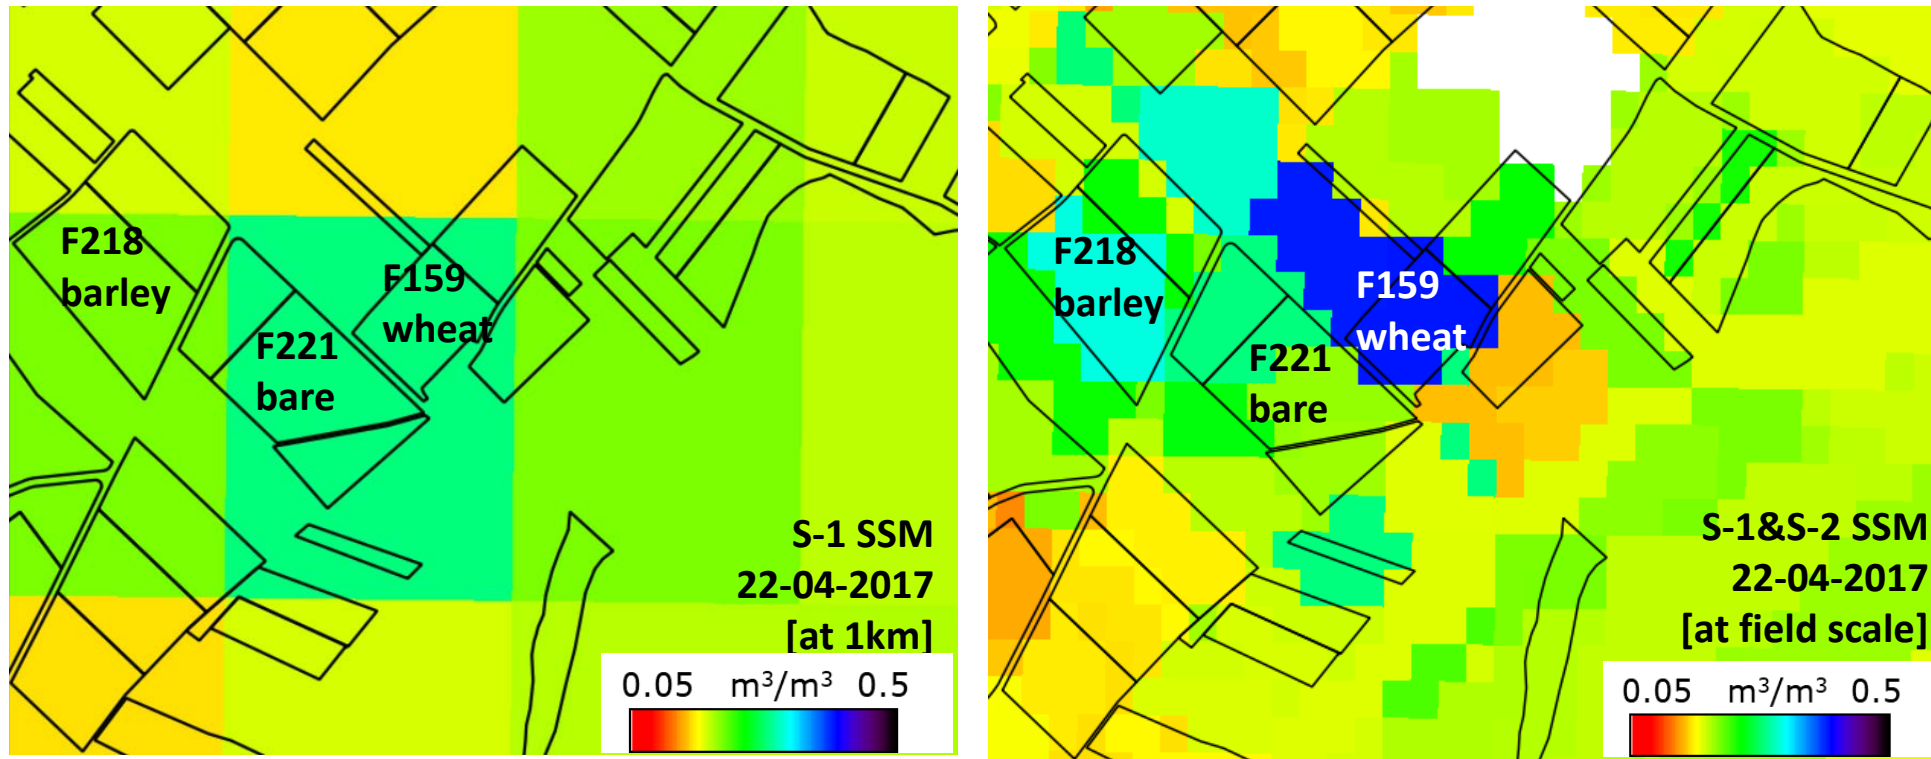 F218
barley
F159
wheat
F221
bare
S-1 SSM
22-04-2017
[at 1km]
0.05 m³/m³ 0.5
F218
barley
F159
wheat
F221
bare
S-1&S-2 SSM
22-04-2017
[at field scale]
0.05 m³/m³ 0.5